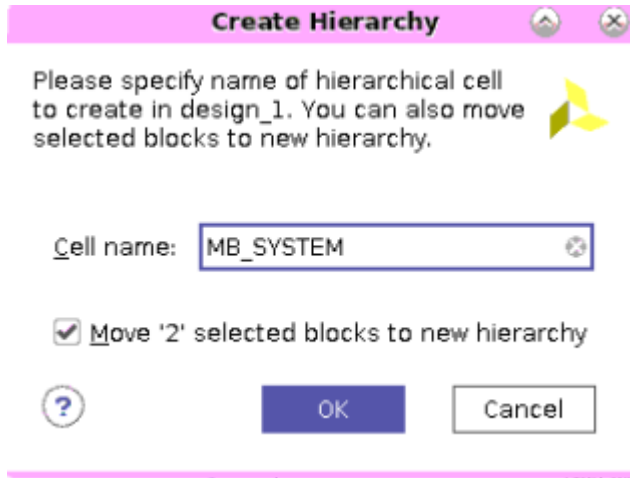 Create Hierarchy
Please specify name of hierarchical cell
to create in design_1. You can also move
selected blocks to new hierarchy.
Cell name: MB_SYSTEM
Move '2' selected blocks to new hierarchy
? OK Cancel